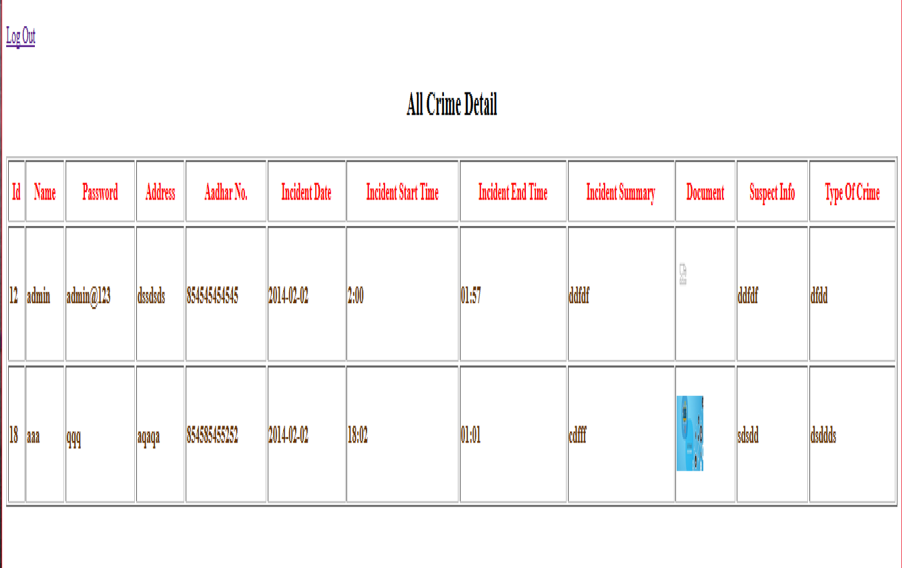 Log Out
All Crime Detail
Id Name Password Address Aadhar No. Incident Date Incident Start Time Incident End Time Incident Summary Document Suspect Info Type Of Crime
12 admin admin@123 dssdsds 854545454545 2014-02-02 2:00 01:57 ddfdf ddfdf dfdd
18 aaa qqq aqaqa 854585455252 2014-02-02 18:02 01:01 cdfff sdsdd dsddds